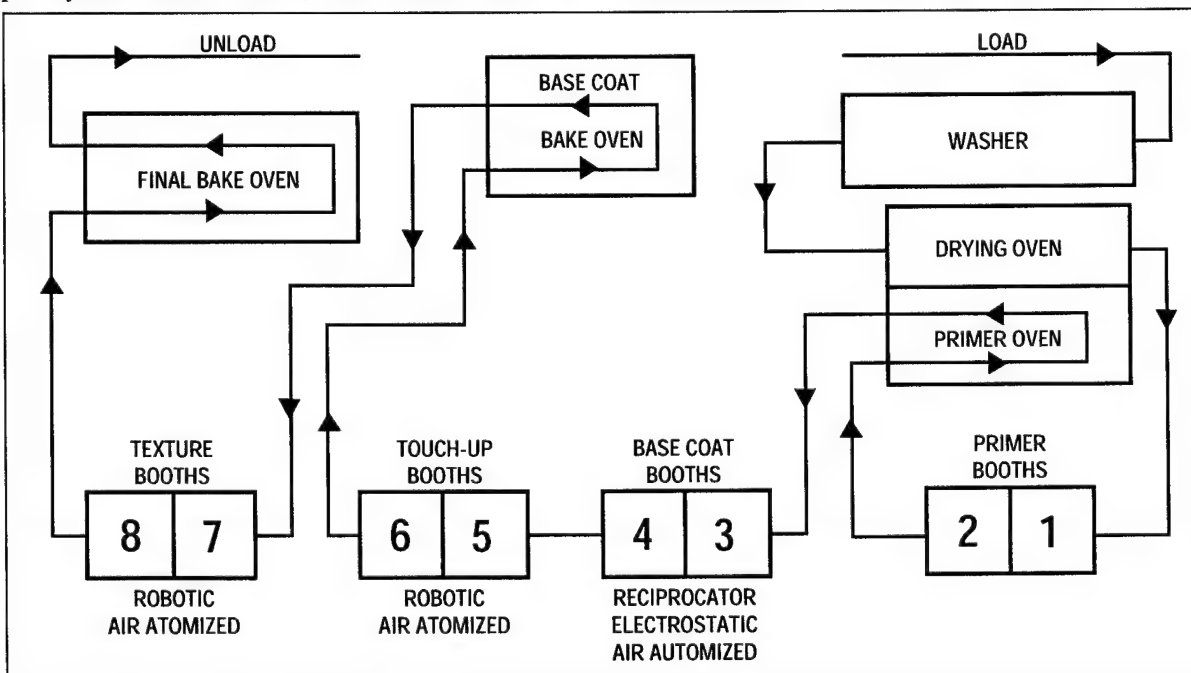 UNLOAD
LOAD
BASE COAT
BAKE OVEN
WASHER
FINAL BAKE OVEN
DRYING OVEN
PRIMER OVEN
TEXTURE
BOOTHS
TOUCH-UP
BOOTHS
BASE COAT
BOOTHS
PRIMER
BOOTHS
8 7
6 5
4 3
2 1
ROBOTIC
AIR ATOMIZED
ROBOTIC
AIR ATOMIZED
RECIPROCATOR
ELECTROSTATIC
AIR AUTOMIZED